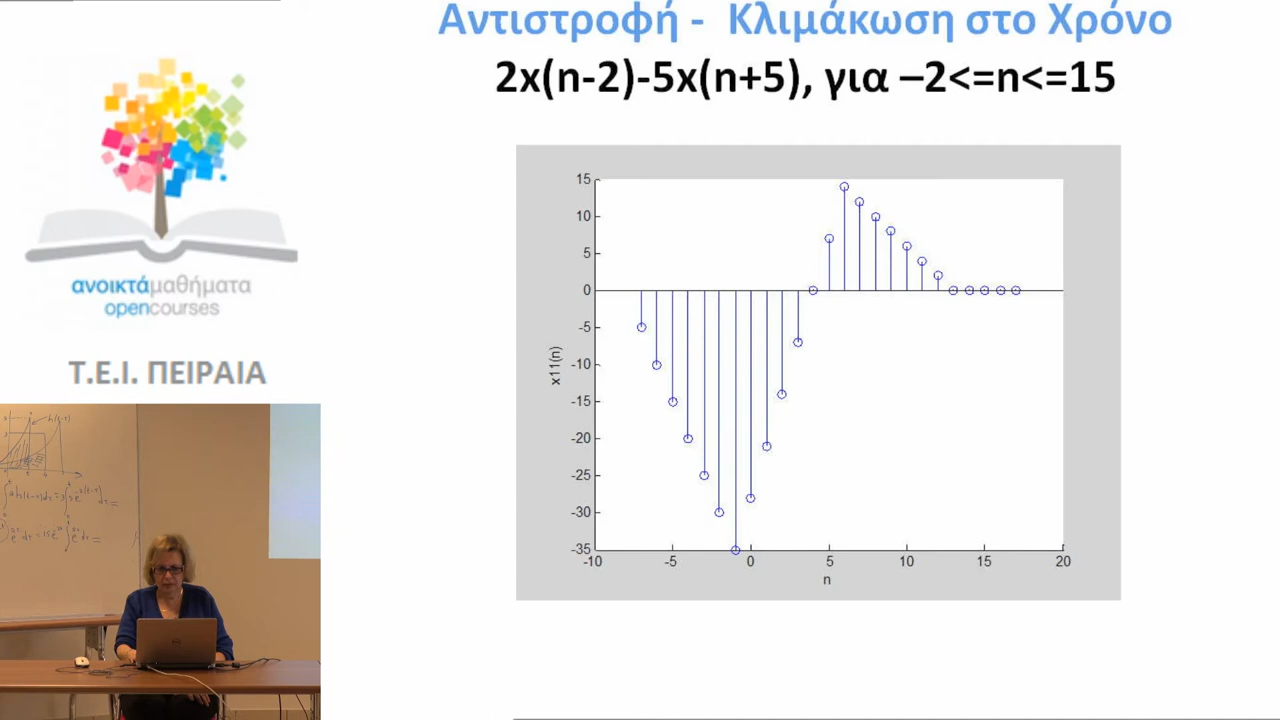 Αντιστροφή - Κλιμάκωση στο Χρόνο
2x(n-2)-5x(n+5), για –2<=n<=15
ανοικτάμαθήματα
opencourses
Τ.Ε.Ι. ΠΕΙΡΑΙΑ
15
10
5
0
-5
-10
-15
-20
-25
-30
-35
x11(n)
-10 -5 0 5 10 15 20
n